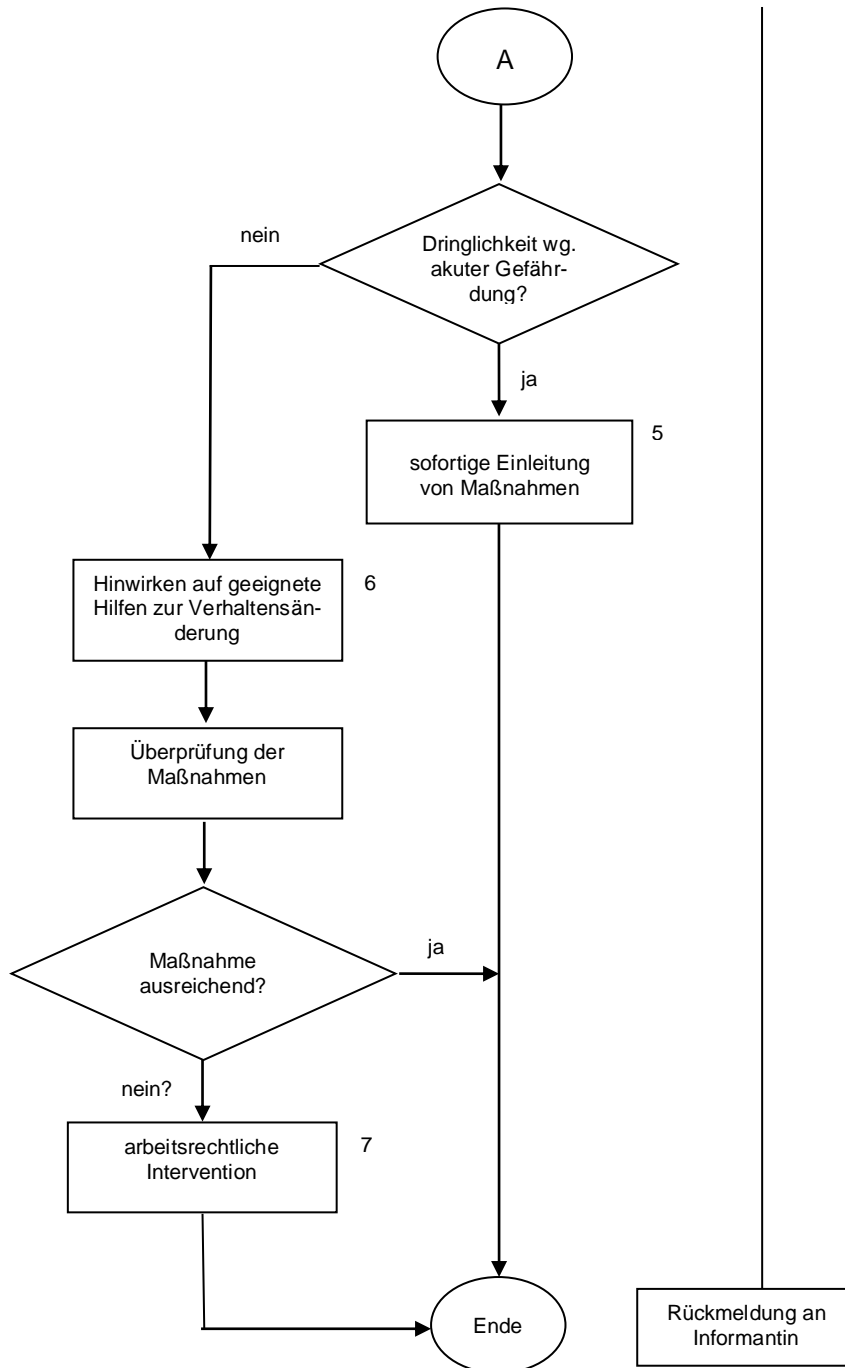 A
nein
Dringlichkeit wg.
akuter Gefähr-
dung?
ja
5
sofortige Einleitung
von Maßnahmen
Hinwirken auf geeignete
Hilfen zur Verhaltensän-
derung
6
Überprüfung der
Maßnahmen
Maßnahme
ausreichend?
ja
nein?
arbeitsrechtliche
Intervention
7
Ende
Rückmeldung an
Informantin